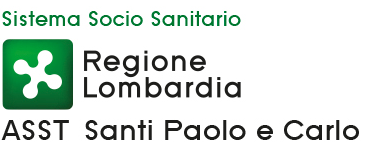 Sistema Socio Sanitario
Regione
Lombardia
ASST Santi Paolo e Carlo